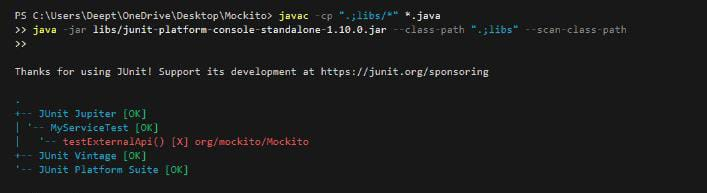 PS C:\Users\Deept\OneDrive\Desktop\Mockito> javac -cp ".;libs/*" *.java
>> java -jar libs/junit-platform-console-standalone-1.10.0.jar --class-path ".;libs" --scan-class-path
>>
Thanks for using JUnit! Support its development at https://junit.org/sponsoring
.
+-- JUnit Jupiter [OK]
| '-- MyServiceTest [OK]
|   '-- testExternalApi() [X] org/mockito/Mockito
+-- JUnit Vintage [OK]
'-- JUnit Platform Suite [OK]